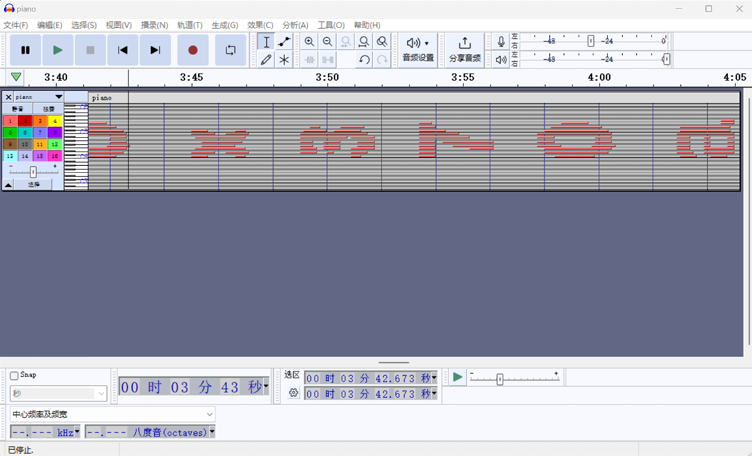 piano
文件(F) 编辑(E) 选择(S) 视图(V) 播录(N) 轨道(T) 生成(G) 效果(C) 分析(A) 工具(O) 帮助(H)
音频设置 分享音频
左 右 -48 -24 0
左 右 -48 -24
3:40 3:45 3:50 3:55 4:00 4:05
piano piano
静音 独奏
1 2 3 4
5 6 7 8
9 10 11 12
13 14 15 16
- +
选择
Snap
秒
00 时 03 分 43 秒
选区
00 时 03 分 42.673 秒
00 时 03 分 42.673 秒
- +
中心频率及频宽
--.--- kHz --.--- 八度音(octaves)
已停止.